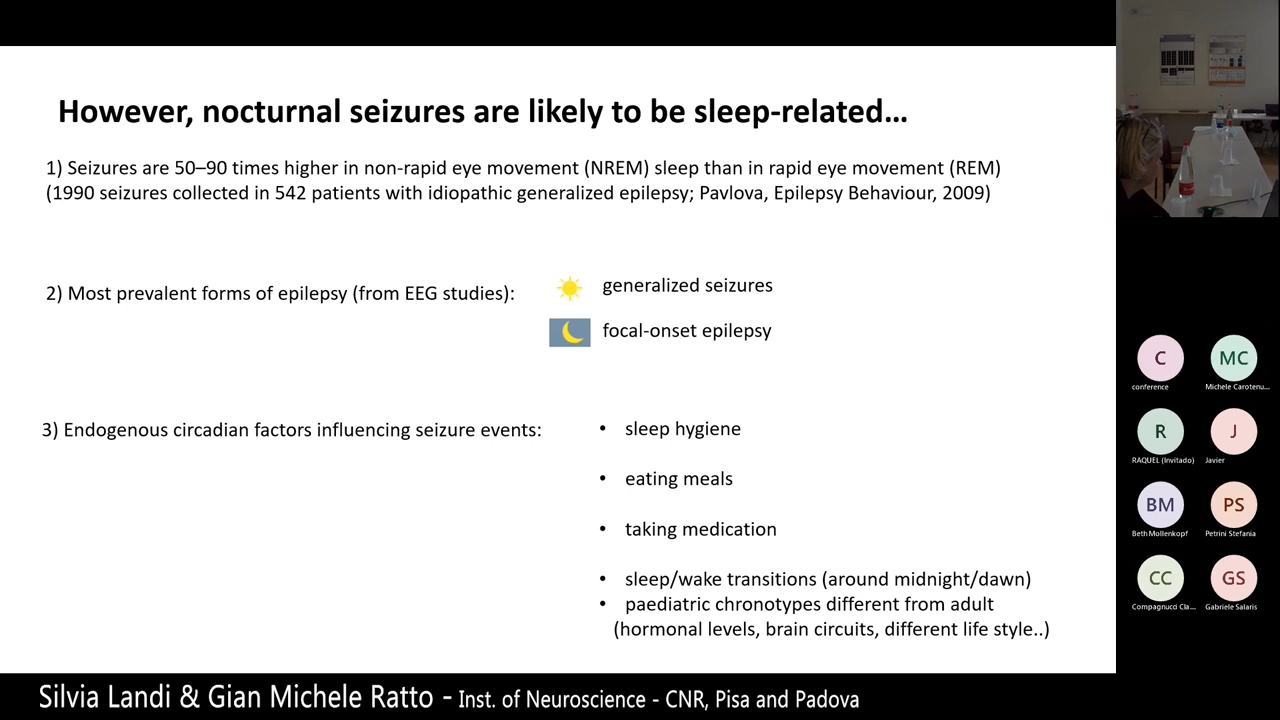 However, nocturnal seizures are likely to be sleep-related…
1) Seizures are 50–90 times higher in non-rapid eye movement (NREM) sleep than in rapid eye movement (REM)
(1990 seizures collected in 542 patients with idiopathic generalized epilepsy; Pavlova, Epilepsy Behaviour, 2009)
2) Most prevalent forms of epilepsy (from EEG studies):
generalized seizures
focal-onset epilepsy
3) Endogenous circadian factors influencing seizure events:
• sleep hygiene
• eating meals
• taking medication
• sleep/wake transitions (around midnight/dawn)
• paediatric chronotypes different from adult
(hormonal levels, brain circuits, different life style..)
C
conference
MC
Michele Carotenu...
R
RAQUEL (Invitado)
J
Javier
BM
Beth Mollenkopf
PS
Petrini Stefania
CC
Compagnucci Cla...
GS
Gabriele Salaris
Silvia Landi & Gian Michele Ratto - Inst. of Neuroscience - CNR, Pisa and Padova